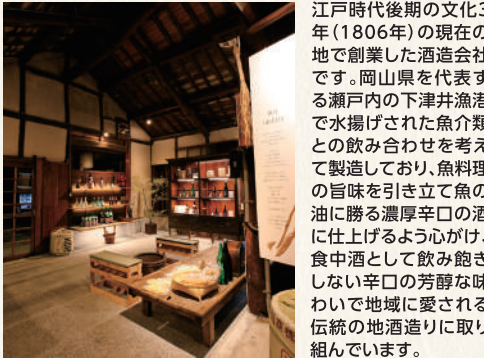 江戸時代後期の文化3
年(1806年)の現在の
地で創業した酒造会社
です。岡山県を代表す
る瀬戸内の下津井漁港
で水揚げされた魚介類
との飲み合わせを考え
て製造しており、魚料理
の旨味を引き立て魚の
油に勝る濃厚辛口の酒
に仕上げるよう心がけ、
食中酒として飲み飽き
しない辛口の芳醇な味
わいで地域に愛される
伝統の地酒造りに取り
組んでいます。